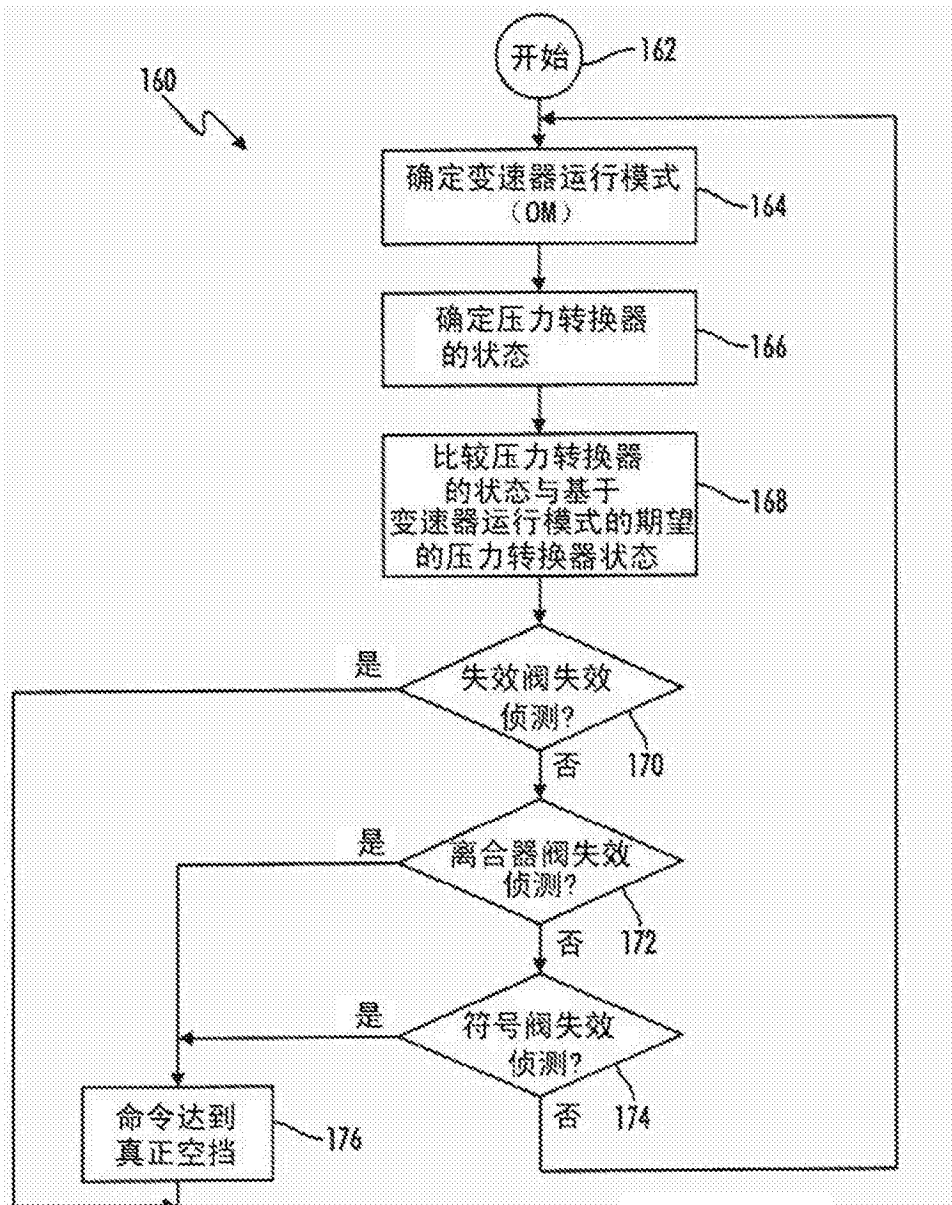 开始
162
160
确定变速器运行模式
（OM）
164
确定压力转换器
的状态
166
比较压力转换器
的状态与基于
变速器运行模式的期望
的压力转换器状态
168
是
失效阀失效
侦测?
170
否
是
离合器阀失效
侦测?
172
否
是
符号阀失效
侦测?
174
否
命令达到
真正空挡
176